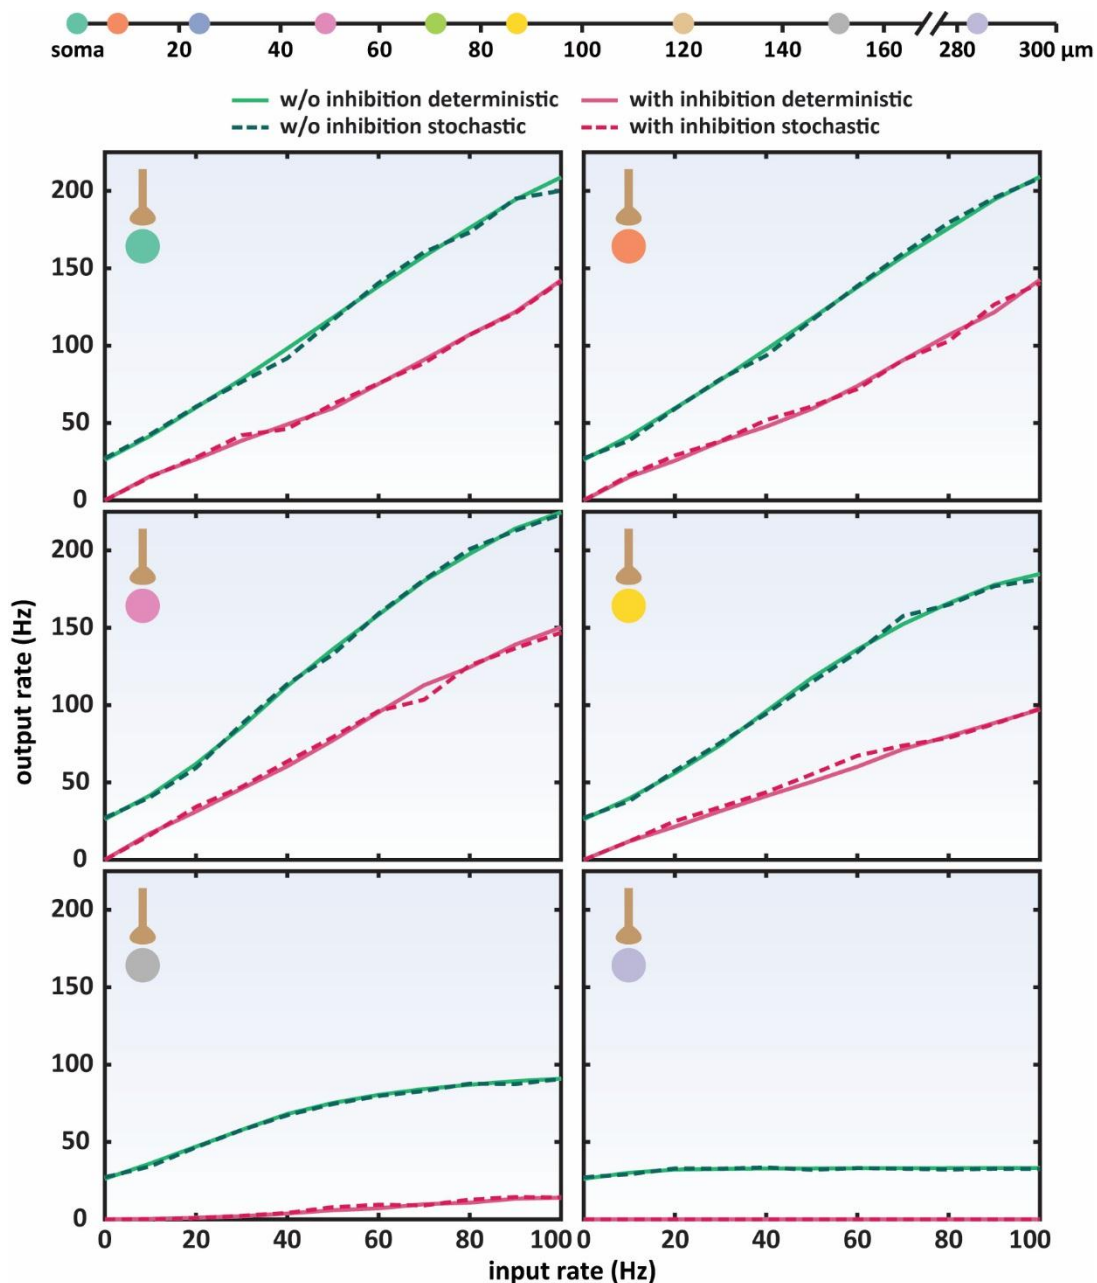 soma 20 40 60 80 100 120 140 160 280 300 µm
w/o inhibition deterministic with inhibition deterministic
w/o inhibition stochastic with inhibition stochastic
200
150
100
50
0
200
150
100
50
0
output rate (Hz)
200
150
100
50
0
0 20 40 60 80 100 0 20 40 60 80 100
input rate (Hz)